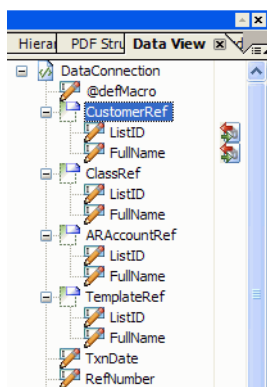 Hierar PDF Stru Data View
DataConnection
@defMacro
CustomerRef
ListID
FullName
ClassRef
ListID
FullName
ARAccountRef
ListID
FullName
TemplateRef
ListID
FullName
TxnDate
RefNumber